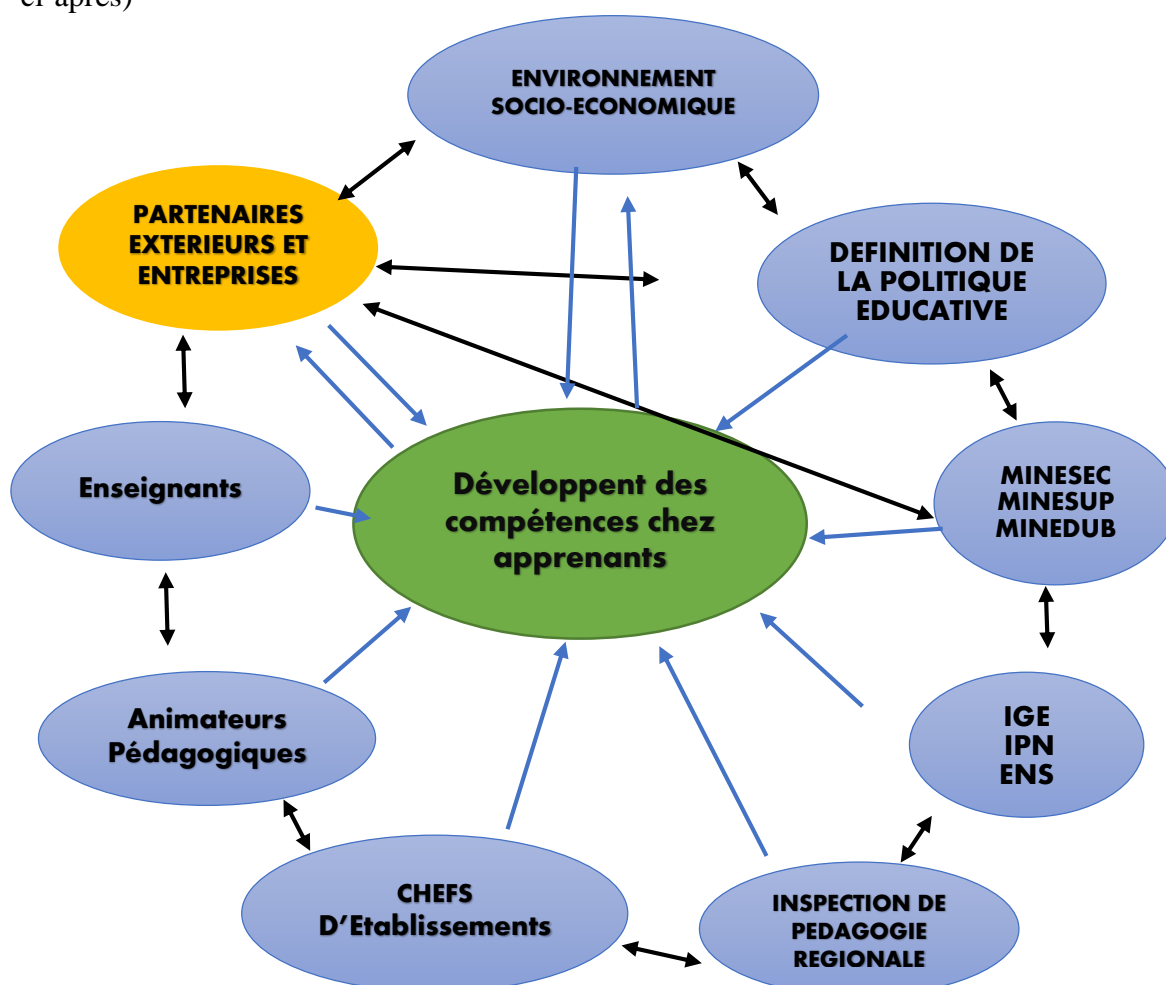 ci-après)
ENVIRONNEMENT
SOCIO-ECONOMIQUE
PARTENAIRES
EXTERIEURS ET
ENTREPRISES
DEFINITION DE
LA POLITIQUE
EDUCATIVE
Enseignants
Développent des
compétences chez
apprenants
MINESEC
MINESUP
MINEDUB
Animateurs
Pédagogiques
IGE
IPN
ENS
CHEFS
D’Etablissements
INSPECTION DE
PEDAGOGIE
REGIONALE